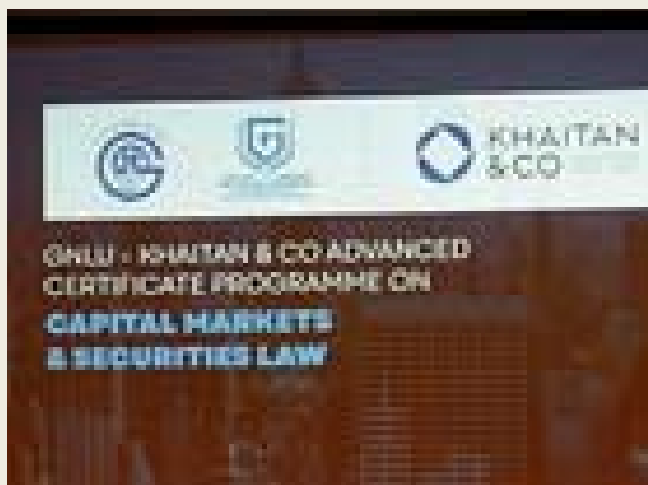 KHAITAN
& CO
GNLU - KHAITAN & CO ADVANCED
CERTIFICATE PROGRAMME ON
CAPITAL MARKETS
& SECURITIES LAW